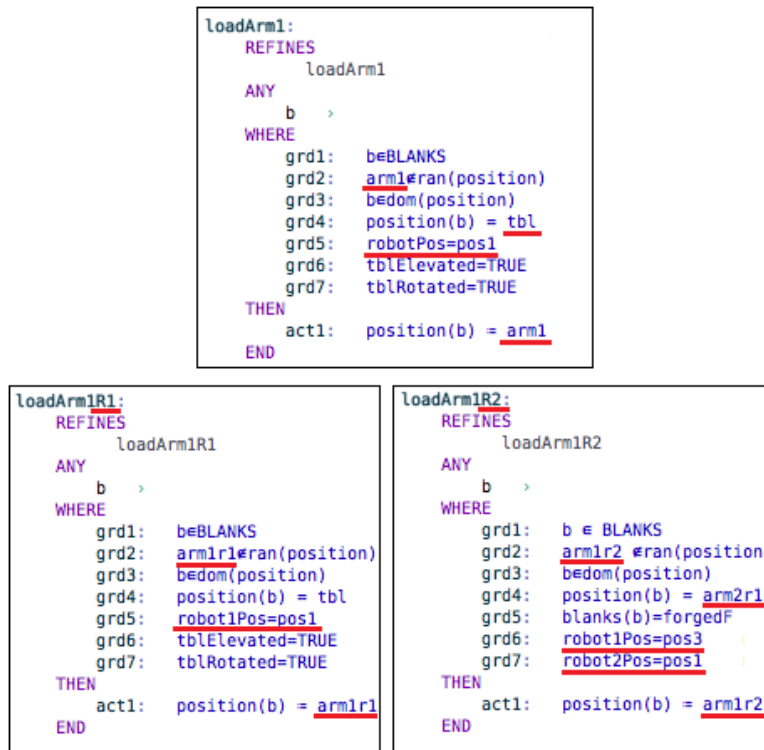 loadArm1:
REFINES
loadArm1
ANY
b ›
WHERE
grd1: b∈BLANKS
grd2: arm1∉ran(position)
grd3: b∈dom(position)
grd4: position(b) = tbl
grd5: robotPos=pos1
grd6: tblElevated=TRUE
grd7: tblRotated=TRUE
THEN
act1: position(b) ≔ arm1
END
loadArm1R1:
REFINES
loadArm1R1
ANY
b ›
WHERE
grd1: b∈BLANKS
grd2: arm1r1∉ran(position)
grd3: b∈dom(position)
grd4: position(b) = tbl
grd5: robot1Pos=pos1
grd6: tblElevated=TRUE
grd7: tblRotated=TRUE
THEN
act1: position(b) ≔ arm1r1
END
loadArm1R2:
REFINES
loadArm1R2
ANY
b ›
WHERE
grd1: b ∈ BLANKS
grd2: arm1r2 ∉ran(position
grd3: b∈dom(position)
grd4: position(b) = arm2r1
grd5: blanks(b)=forgedF
grd6: robot1Pos=pos3
grd7: robot2Pos=pos1
THEN
act1: position(b) ≔ arm1r2
END